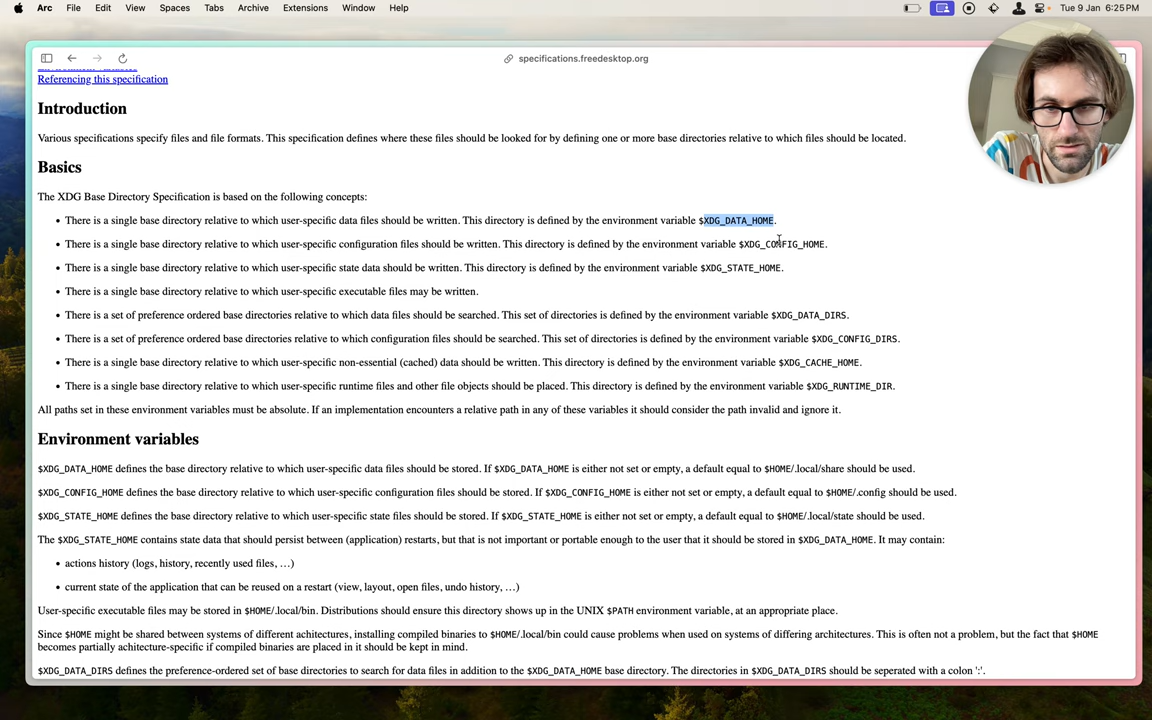 Arc File Edit View Spaces Tabs Archive Extensions Window Help Tue 9 Jan 6:25 PM
specifications.freedesktop.org
Referencing this specification
Introduction
Various specifications specify files and file formats. This specification defines where these files should be looked for by defining one or more base directories relative to which files should be located.
Basics
The XDG Base Directory Specification is based on the following concepts:
• There is a single base directory relative to which user-specific data files should be written. This directory is defined by the environment variable $XDG_DATA_HOME.
• There is a single base directory relative to which user-specific configuration files should be written. This directory is defined by the environment variable $XDG_CONFIG_HOME.
• There is a single base directory relative to which user-specific state data should be written. This directory is defined by the environment variable $XDG_STATE_HOME.
• There is a single base directory relative to which user-specific executable files may be written.
• There is a set of preference ordered base directories relative to which data files should be searched. This set of directories is defined by the environment variable $XDG_DATA_DIRS.
• There is a set of preference ordered base directories relative to which configuration files should be searched. This set of directories is defined by the environment variable $XDG_CONFIG_DIRS.
• There is a single base directory relative to which user-specific non-essential (cached) data should be written. This directory is defined by the environment variable $XDG_CACHE_HOME.
• There is a single base directory relative to which user-specific runtime files and other file objects should be placed. This directory is defined by the environment variable $XDG_RUNTIME_DIR.
All paths set in these environment variables must be absolute. If an implementation encounters a relative path in any of these variables it should consider the path invalid and ignore it.
Environment variables
$XDG_DATA_HOME defines the base directory relative to which user-specific data files should be stored. If $XDG_DATA_HOME is either not set or empty, a default equal to $HOME/.local/share should be used.
$XDG_CONFIG_HOME defines the base directory relative to which user-specific configuration files should be stored. If $XDG_CONFIG_HOME is either not set or empty, a default equal to $HOME/.config should be used.
$XDG_STATE_HOME defines the base directory relative to which user-specific state files should be stored. If $XDG_STATE_HOME is either not set or empty, a default equal to $HOME/.local/state should be used.
The $XDG_STATE_HOME contains state data that should persist between (application) restarts, but that is not important or portable enough to the user that it should be stored in $XDG_DATA_HOME. It may contain:
• actions history (logs, history, recently used files, …)
• current state of the application that can be reused on a restart (view, layout, open files, undo history, …)
User-specific executable files may be stored in $HOME/.local/bin. Distributions should ensure this directory shows up in the UNIX $PATH environment variable, at an appropriate place.
Since $HOME might be shared between systems of different achitectures, installing compiled binaries to $HOME/.local/bin could cause problems when used on systems of differing architectures. This is often not a problem, but the fact that $HOME
becomes partially achitecture-specific if compiled binaries are placed in it should be kept in mind.
$XDG_DATA_DIRS defines the preference-ordered set of base directories to search for data files in addition to the $XDG_DATA_HOME base directory. The directories in $XDG_DATA_DIRS should be seperated with a colon ':'.